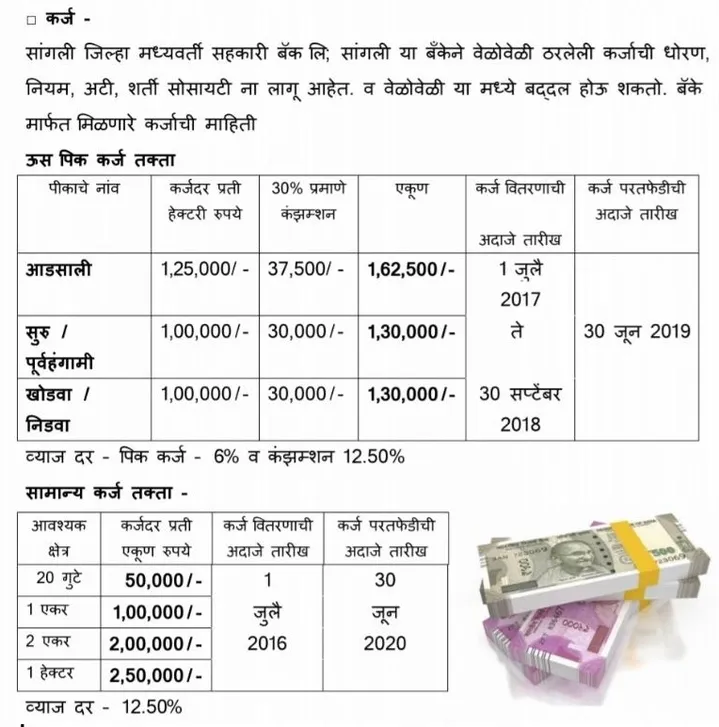 □ कर्ज -
सांगली जिल्हा मध्यवर्ती सहकारी बॅक लि; सांगली या बँकेने वेळोवेळी ठरलेली कर्जाची धोरण,
नियम, अटी, शर्ती सोसायटी ना लागू आहेत. व वेळोवेळी या मध्ये बद्दल होऊ शकतो. बॅके
मार्फत मिळणारे कर्जाची माहिती
ऊस पिक कर्ज तक्ता
पीकाचे नांव कर्जदर प्रती 30% प्रमाणे एकूण कर्ज वितरणाची कर्ज परतफेडीची
हेक्टरी रुपये कंझम्शन अदाजे तारीख
अदाजे तारीख
आडसाली 1,25,000/- 37,500/- 1,62,500/- 1 जुलै
2017
सुरु / 1,00,000/- 30,000/- 1,30,000/- ते 30 जून 2019
पूर्वहंगामी
खोडवा / 1,00,000/- 30,000/- 1,30,000/- 30 सप्टेंबर
निडवा 2018
व्याज दर - पिक कर्ज - 6% व कंझम्शन 12.50%
सामान्य कर्ज तक्ता -
आवश्यक कर्जदर प्रती कर्ज वितरणाची कर्ज परतफेडीची
क्षेत्र एकूण रुपये अदाजे तारीख अदाजे तारीख
20 गुटे 50,000/- 1 30
1 एकर 1,00,000/- जुलै जून
2 एकर 2,00,000/- 2016 2020
1 हेक्टर 2,50,000/-
व्याज दर - 12.50%